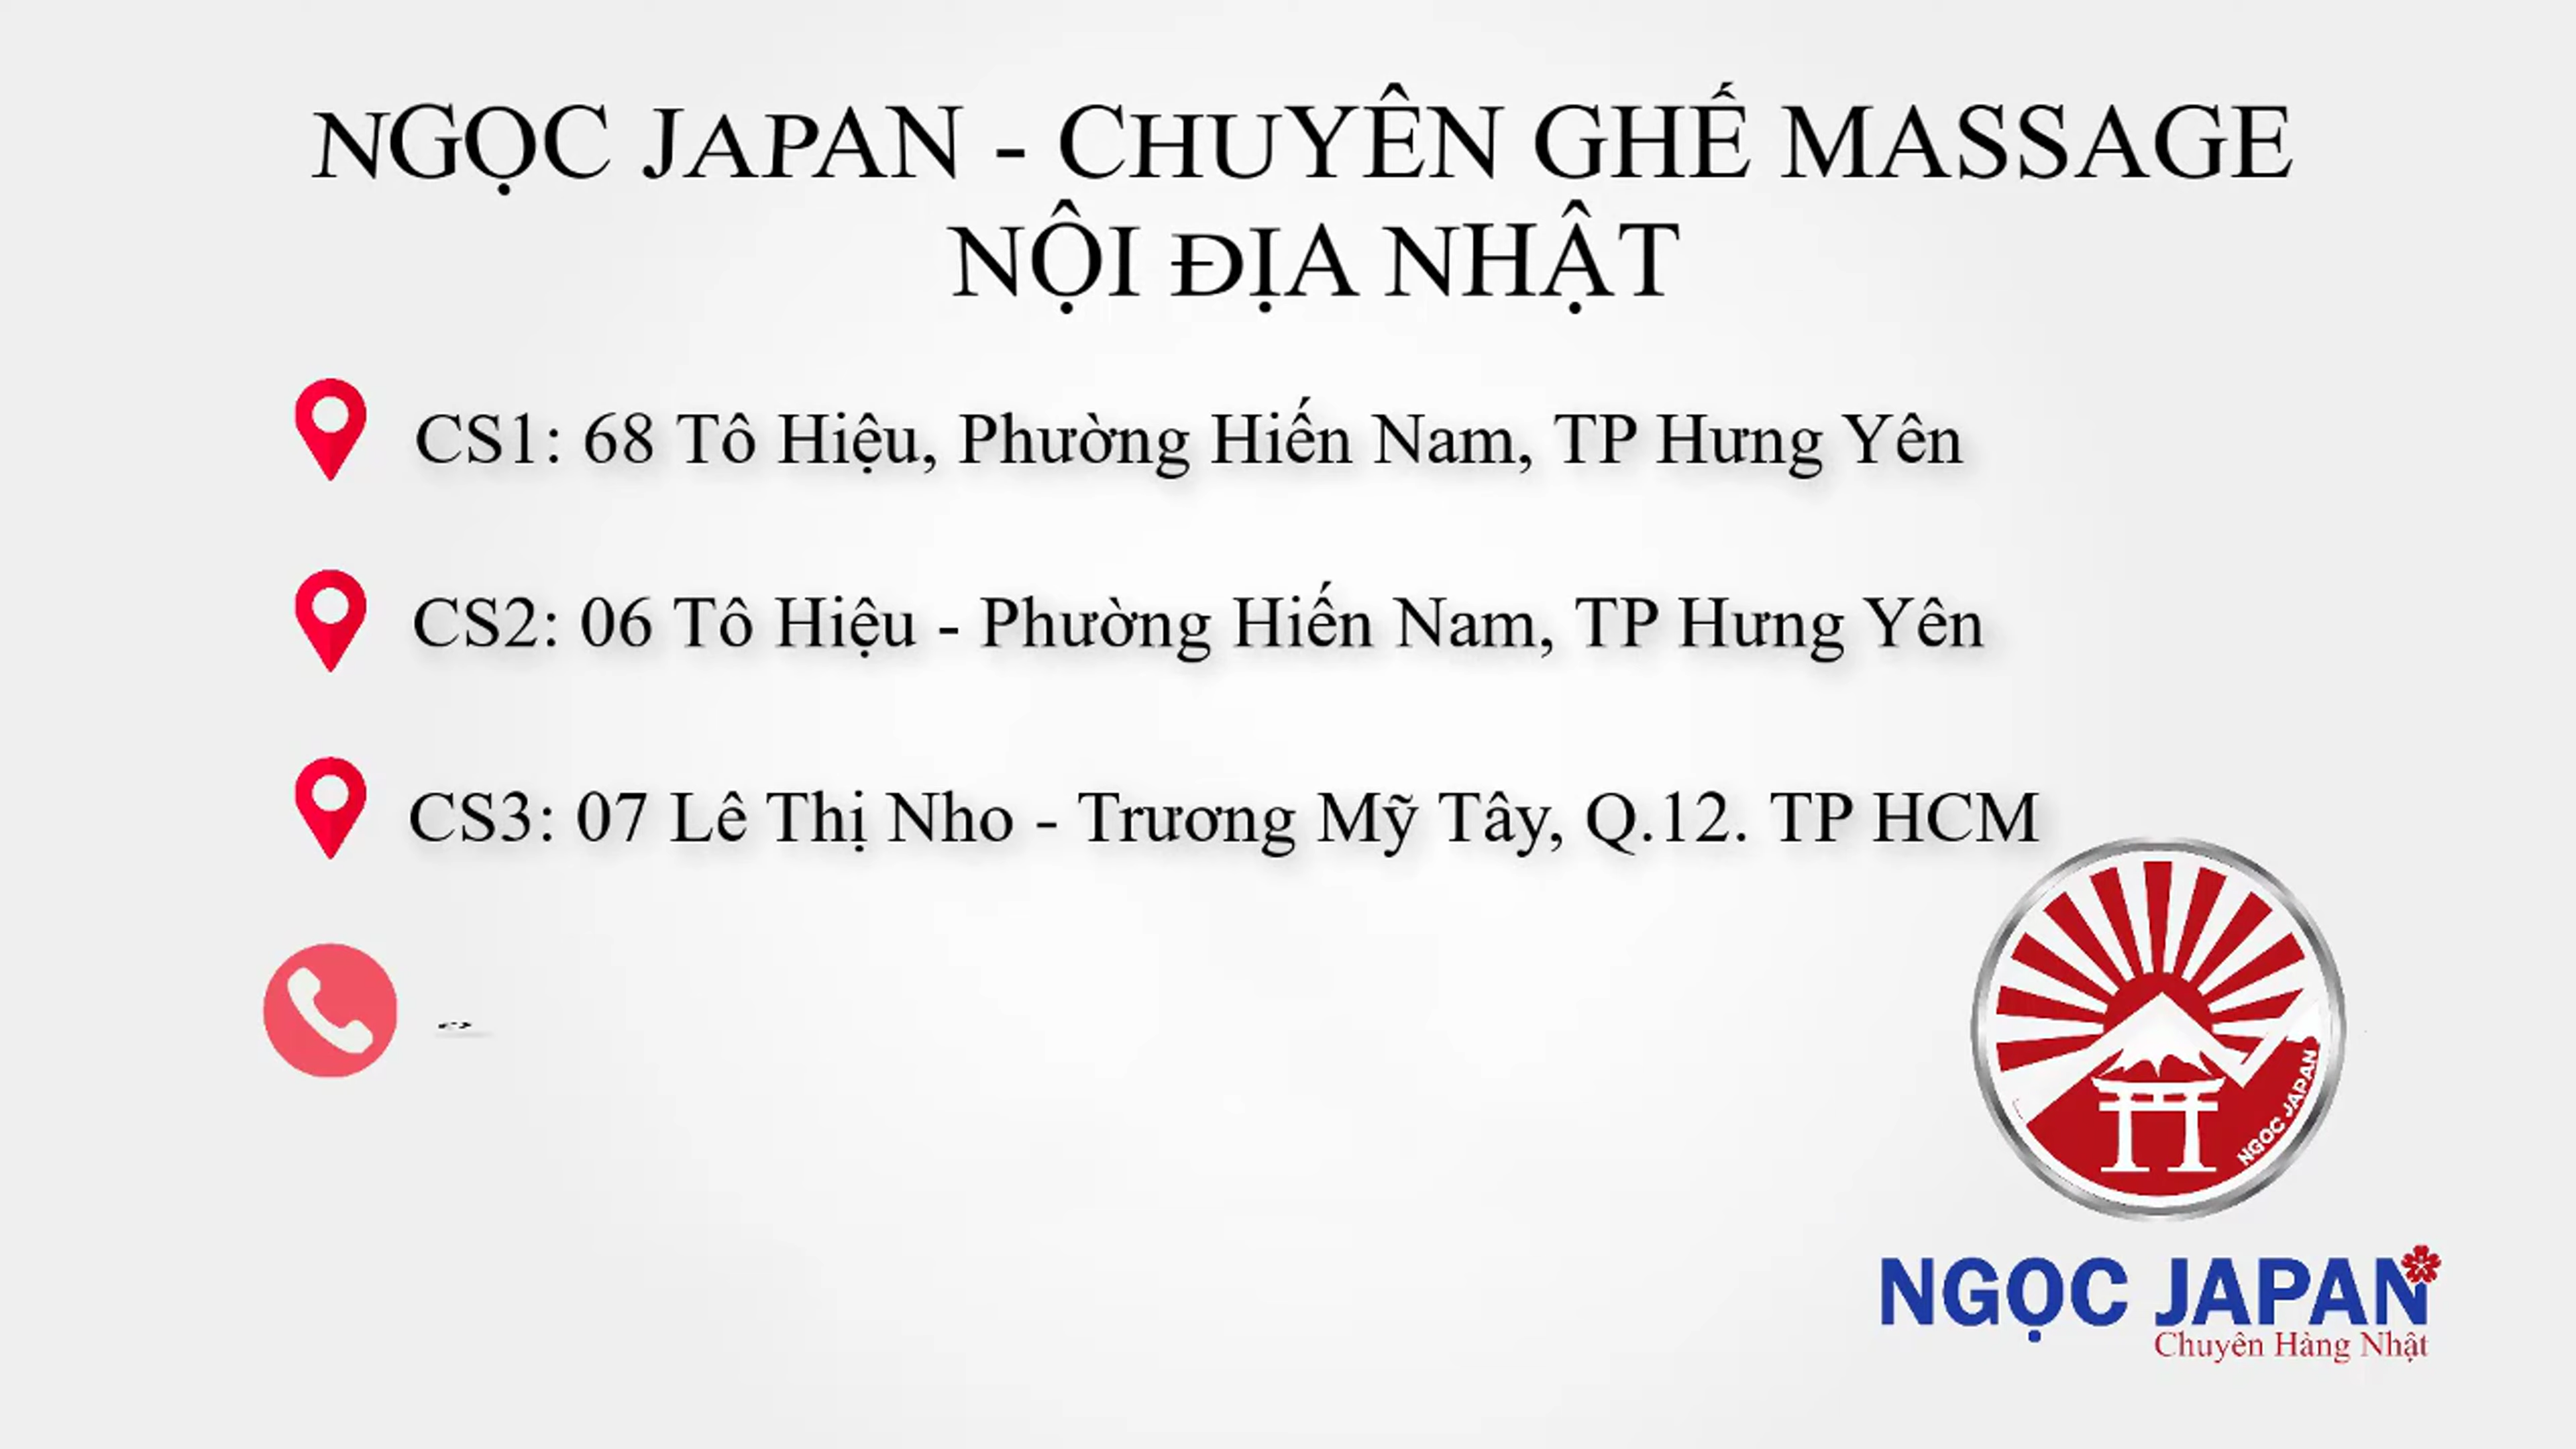 NGỌC JAPAN - CHUYÊN GHẾ MASSAGE
NỘI ĐỊA NHẬT
CS1: 68 Tô Hiệu, Phường Hiến Nam, TP Hưng Yên
CS2: 06 Tô Hiệu - Phường Hiến Nam, TP Hưng Yên
CS3: 07 Lê Thị Nho - Trương Mỹ Tây, Q.12. TP HCM
NGOC JAPAN
NGỌC JAPAN
Chuyên Hàng Nhật